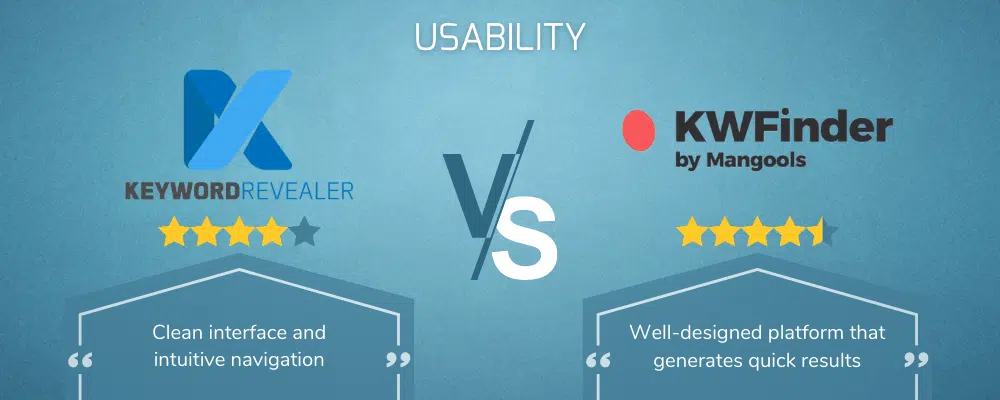 USABILITY
KEYWORDREVEALER
VS
KWFinder
by Mangools
“ Clean interface and
intuitive navigation ”
“ Well-designed platform that
generates quick results ”